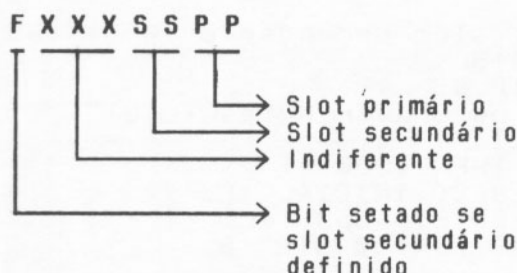 F X X X S S P P
Slot primário
Slot secundário
Indiferente
Bit setado se
slot secundário
definido